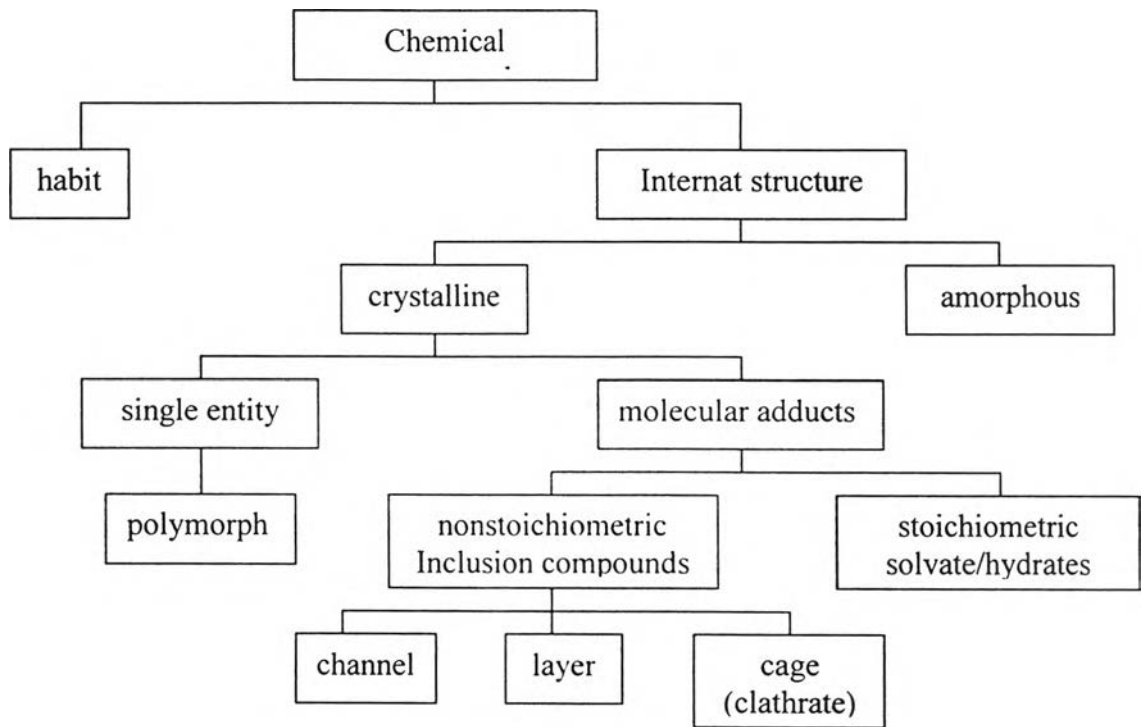 Chemical
habit
Internat structure
crystalline
amorphous
single entity
molecular adducts
polymorph
nonstoichiometric
Inclusion compounds
stoichiometric
solvate/hydrates
channel
layer
cage
(clathrate)